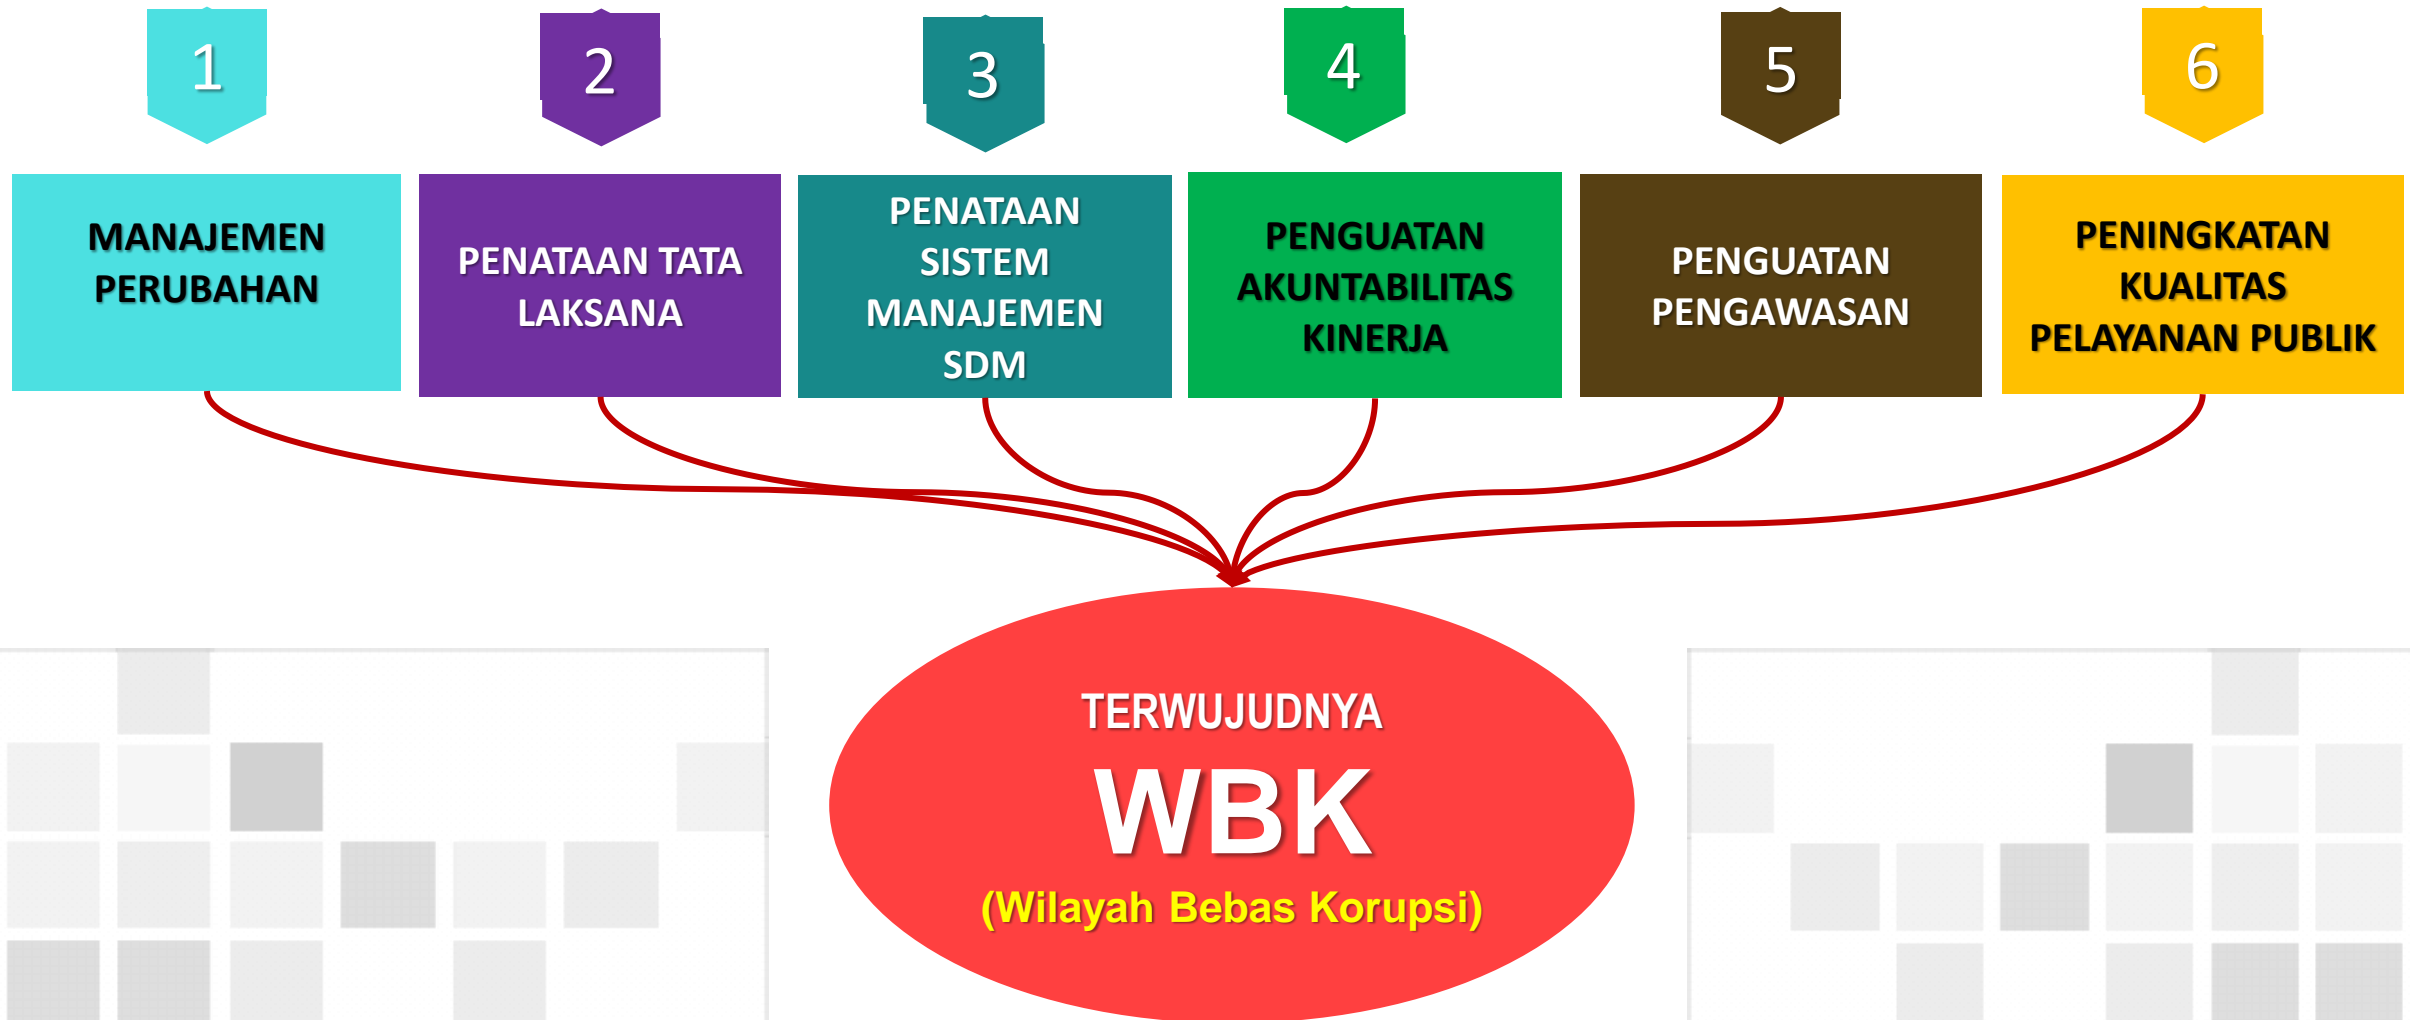 1
2
3
4
5
6
MANAJEMEN
PERUBAHAN
PENATAAN TATA
LAKSANA
PENATAAN
SISTEM
MANAJEMEN
SDM
PENGUATAN
AKUNTABILITAS
KINERJA
PENGUATAN
PENGAWASAN
PENINGKATAN
KUALITAS
PELAYANAN PUBLIK
TERWUJUDNYA
WBK
(Wilayah Bebas Korupsi)